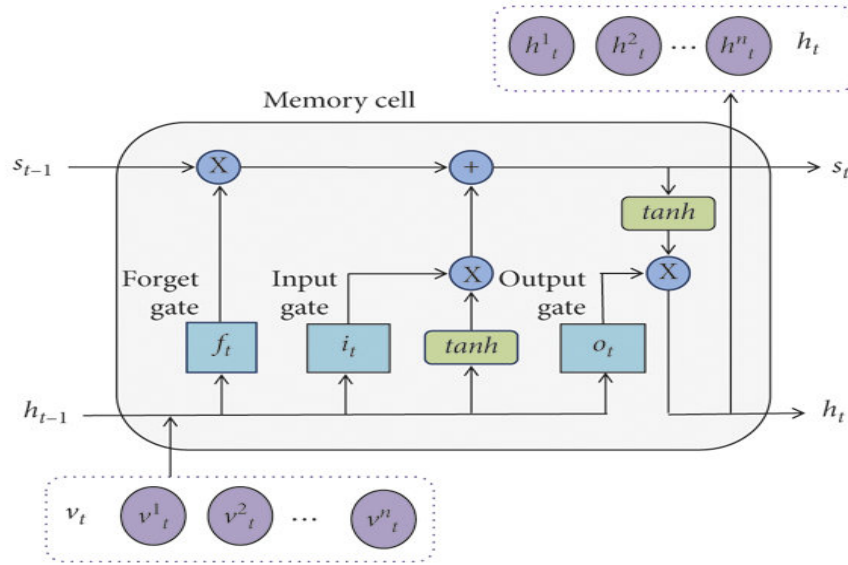 h¹ₜ h²ₜ ... hⁿₜ hₜ
Memory cell
sₜ₋₁ X + sₜ
tanh
Forget gate
Input gate
X
Output gate
X
fₜ iₜ tanh oₜ
hₜ₋₁ hₜ
vₜ v¹ₜ v²ₜ ... vⁿₜ